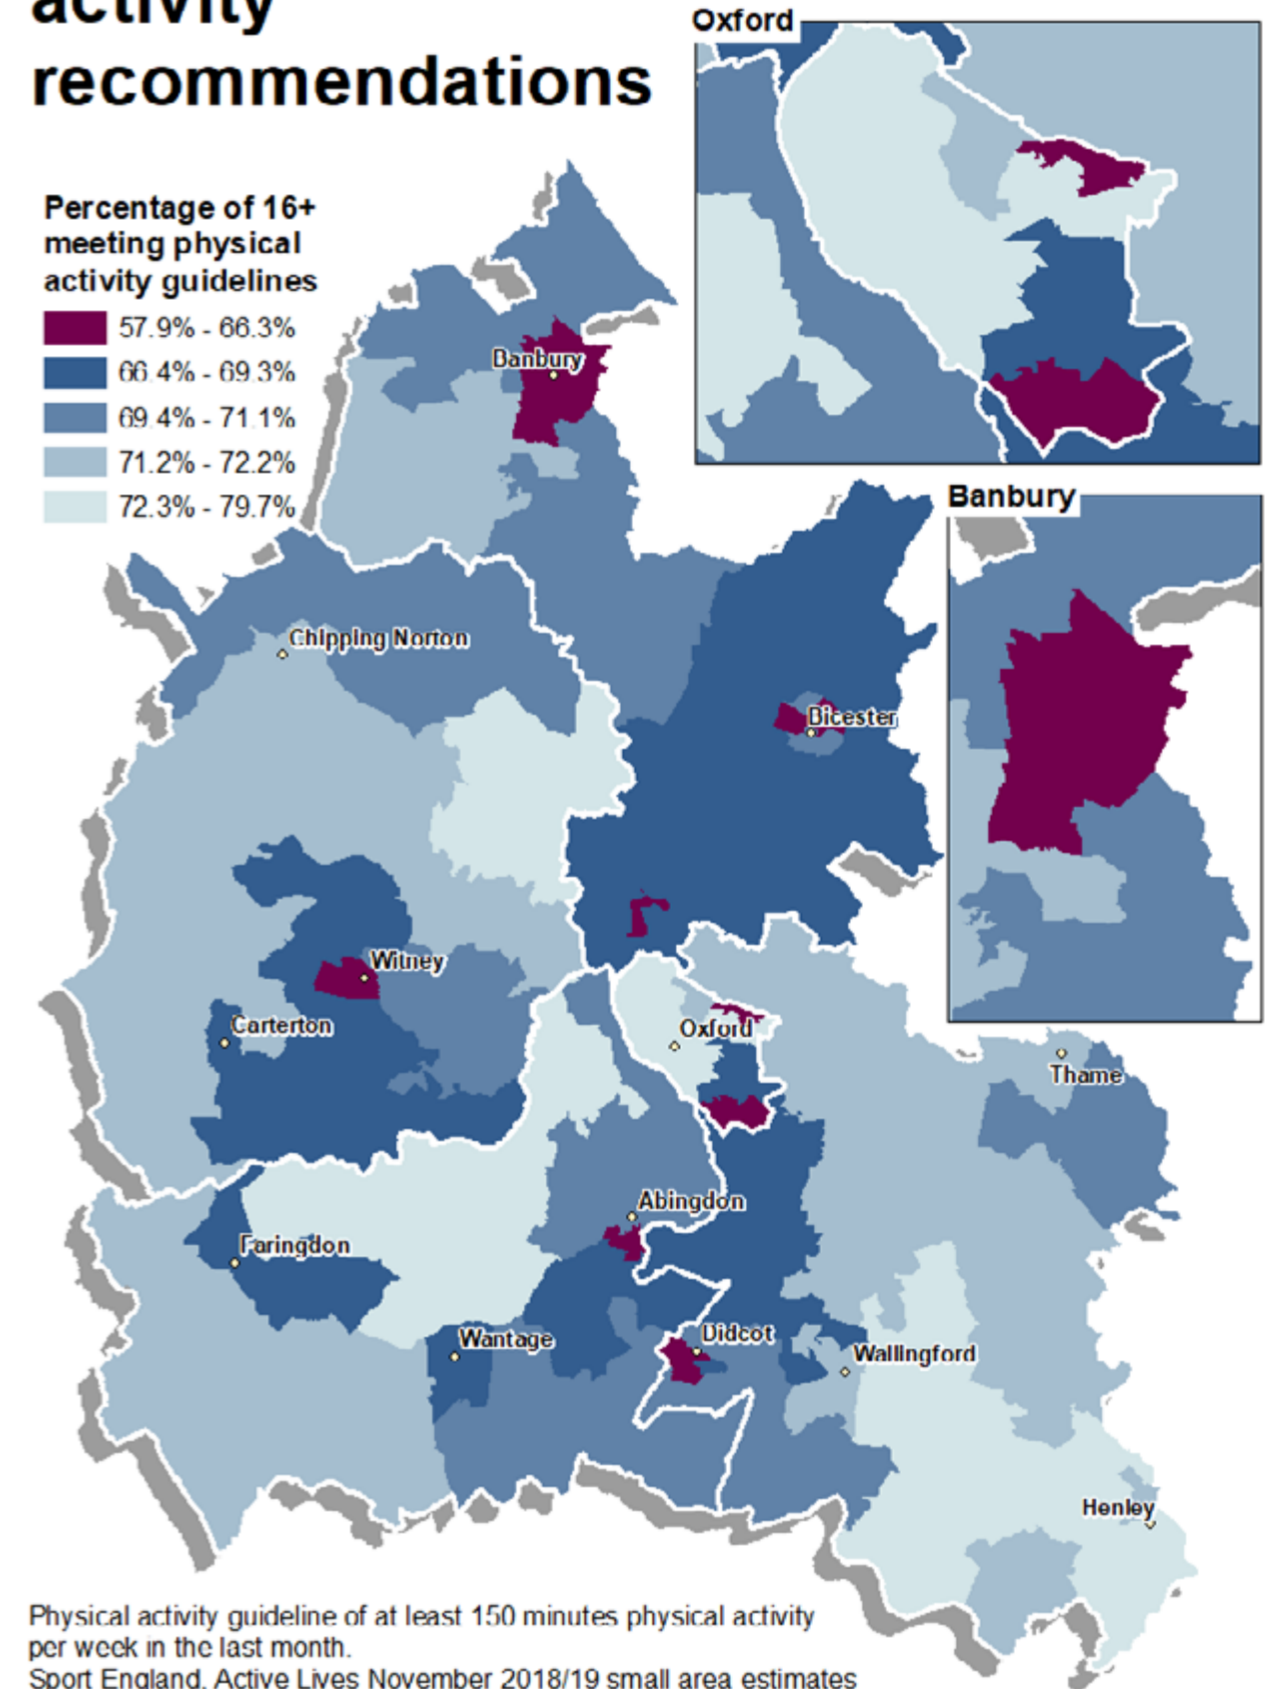 activity
recommendations
Oxford
Percentage of 16+
meeting physical
activity guidelines
57.9% - 66.3%
66.4% - 69.3%
69.4% - 71.1%
71.2% - 72.2%
72.3% - 79.7%
Banbury
Banbury
Chipping Norton
Bicester
Witney
Carterton
Oxford
Thame
Abingdon
Faringdon
Wantage
Didcot
Wallingford
Henley
Physical activity guideline of at least 150 minutes physical activity
per week in the last month.
Sport England, Active Lives November 2018/19 small area estimates